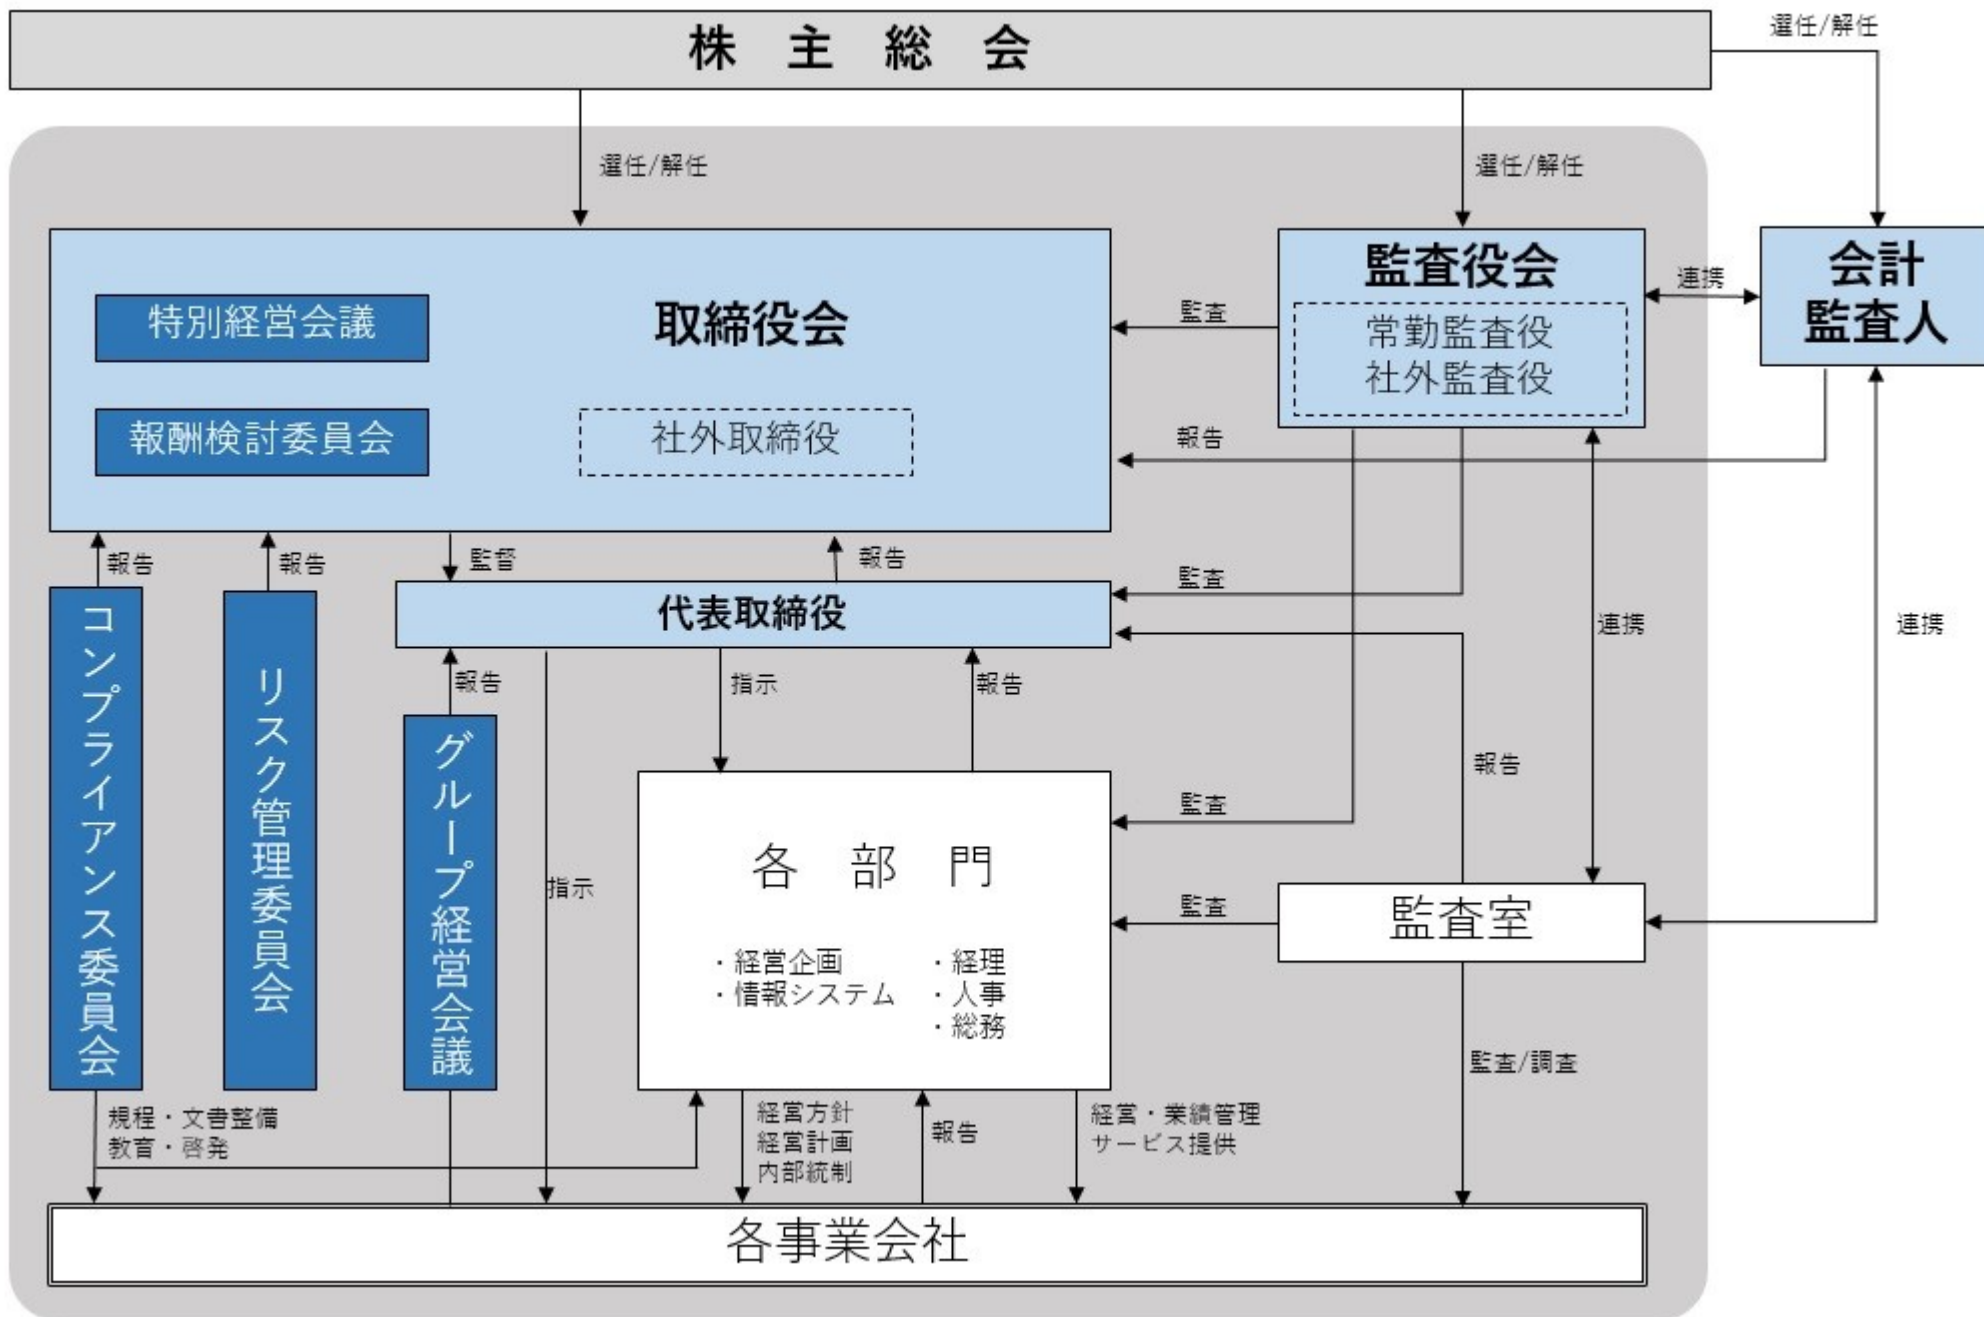 株 主 総 会
選任/解任
選任/解任
選任/解任
取締役会
特別経営会議
報酬検討委員会
社外取締役
監査
監査役会
常勤監査役
社外監査役
連携
会計
監査人
報告
報告
報告
監督
報告
監査
代表取締役
連携
連携
コンプライアンス委員会
リスク管理委員会
報告
グループ経営会議
指示
指示
報告
報告
監査
各 部 門
・経営企画
・情報システム
・経理
・人事
・総務
監査
監査室
監査/調査
規程・文書整備
教育・啓発
経営方針
経営計画
内部統制
報告
経営・業績管理
サービス提供
各事業会社